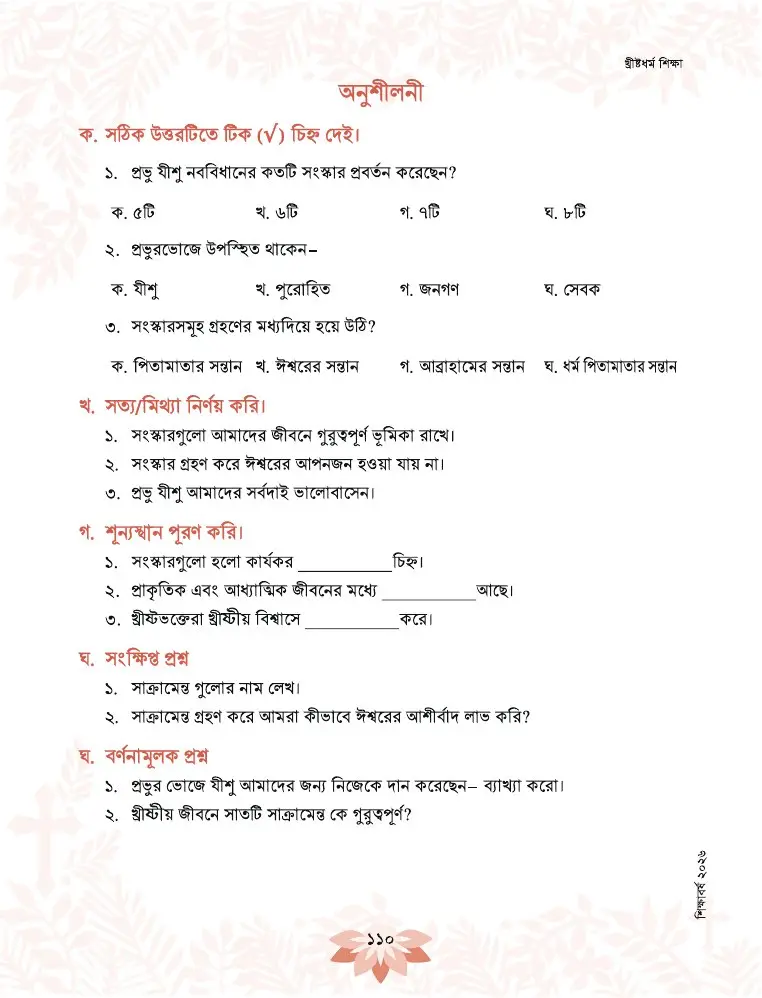 খ্রীষ্টধর্ম শিক্ষা
অনুশীলনী
ক. সঠিক উত্তরটিতে টিক (√) চিহ্ন দেই।
১. প্রভু যীশু নববিধানের কতটি সংস্কার প্রবর্তন করেছেন?
ক. ৫টি খ. ৬টি গ. ৭টি ঘ. ৮টি
২. প্রভুরভোজে উপস্থিত থাকেন–
ক. যীশু খ. পুরোহিত গ. জনগণ ঘ. সেবক
৩. সংস্কারসমূহ গ্রহণের মধ্যদিয়ে হয়ে উঠি?
ক. পিতামাতার সন্তান খ. ঈশ্বরের সন্তান গ. আব্রাহামের সন্তান ঘ. ধর্ম পিতামাতার সন্তান
খ. সত্য/মিথ্যা নির্ণয় করি।
১. সংস্কারগুলো আমাদের জীবনে গুরুত্বপূর্ণ ভূমিকা রাখে।
২. সংস্কার গ্রহণ করে ঈশ্বরের আপনজন হওয়া যায় না।
৩. প্রভু যীশু আমাদের সর্বদাই ভালোবাসেন।
গ. শূন্যস্থান পূরণ করি।
১. সংস্কারগুলো হলো কার্যকর __________চিহ্ন।
২. প্রাকৃতিক এবং আধ্যাত্মিক জীবনের মধ্যে __________আছে।
৩. খ্রীষ্টভক্তেরা খ্রীষ্টীয় বিশ্বাসে __________করে।
ঘ. সংক্ষিপ্ত প্রশ্ন
১. সাক্রামেন্ত গুলোর নাম লেখ।
২. সাক্রামেন্ত গ্রহণ করে আমরা কীভাবে ঈশ্বরের আশীর্বাদ লাভ করি?
ঘ. বর্ণনামূলক প্রশ্ন
১. প্রভুর ভোজে যীশু আমাদের জন্য নিজেকে দান করেছেন– ব্যাখ্যা করো।
২. খ্রীষ্টীয় জীবনে সাতটি সাক্রামেন্ত কে গুরুত্বপূর্ণ?
শিক্ষাবর্ষ ২০২৬
১১০